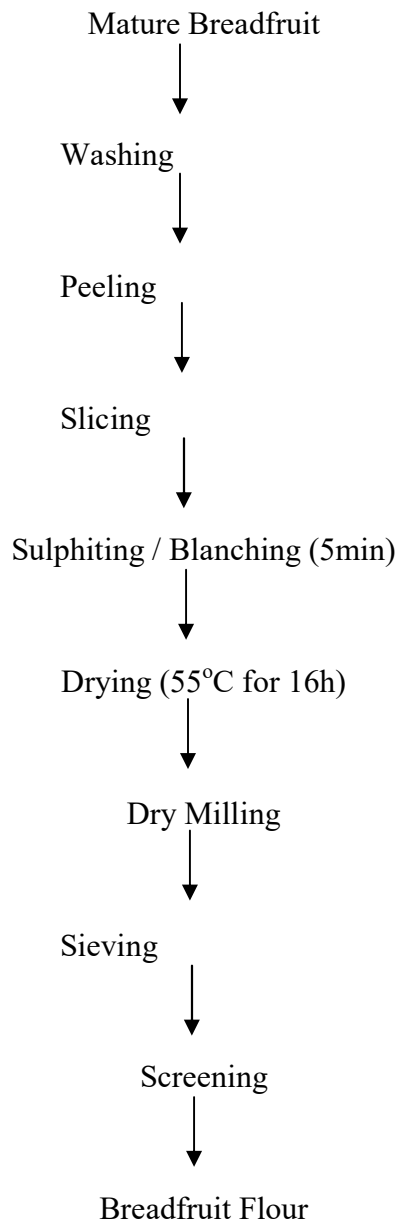 Mature Breadfruit
Washing
Peeling
Slicing
Sulphiting / Blanching (5min)
Drying (55°C for 16h)
Dry Milling
Sieving
Screening
Breadfruit Flour